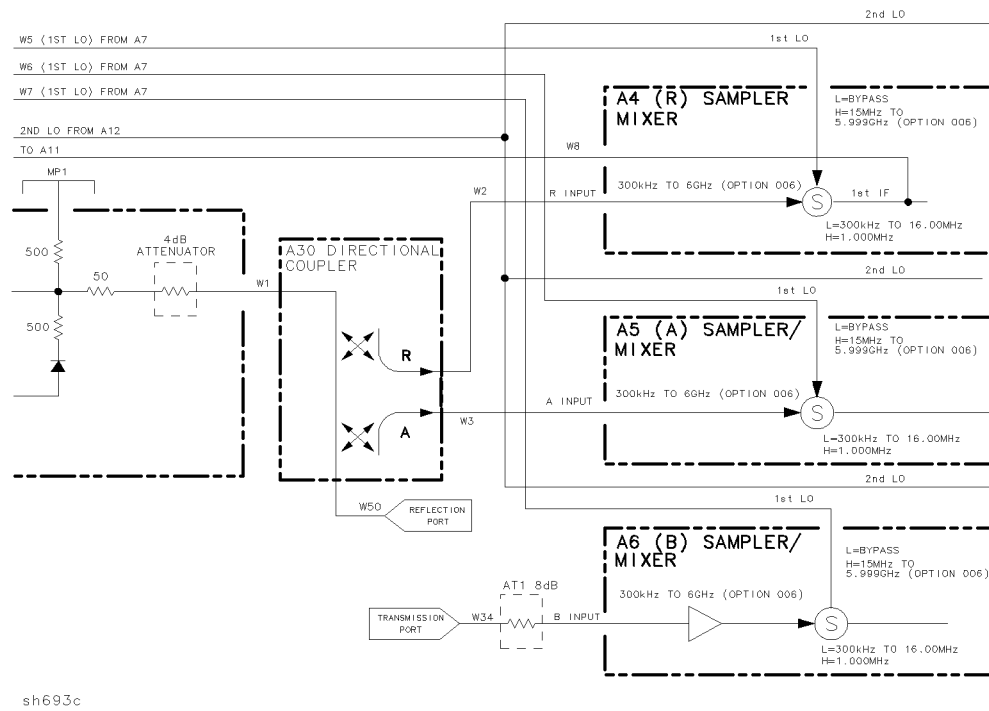 2nd LO
W5 (1ST LO) FROM A7
1st LO
W6 (1ST LO) FROM A7
W7 (1ST LO) FROM A7
A4 (R) SAMPLER
MIXER
L=BYPASS
H=15MHz TO
5.999GHz (OPTION 006)
2ND LO FROM A12
TO A11
W8
MP1
W2
R INPUT
300kHz TO 6GHz (OPTION 006)
S
1st IF
L=300kHz TO 16.00MHz
H=1.000MHz
500
4dB
ATTENUATOR
A30 DIRECTIONAL
COUPLER
50
W1
2nd LO
1st LO
500
A5 (A) SAMPLER/
MIXER
L=BYPASS
H=15MHz TO
5.999GHz (OPTION 006)
R
A
W3
A INPUT
300kHz TO 6GHz (OPTION 006)
S
L=300kHz TO 16.00MHz
H=1.000MHz
2nd LO
1st LO
W50
REFLECTION
PORT
A6 (B) SAMPLER/
MIXER
L=BYPASS
H=15MHz TO
5.999GHz (OPTION 006)
AT1 8dB
300kHz TO 6GHz (OPTION 006)
TRANSMISSION
PORT
W34
B INPUT
S
L=300kHz TO 16.00MHz
H=1.000MHz
sh693c